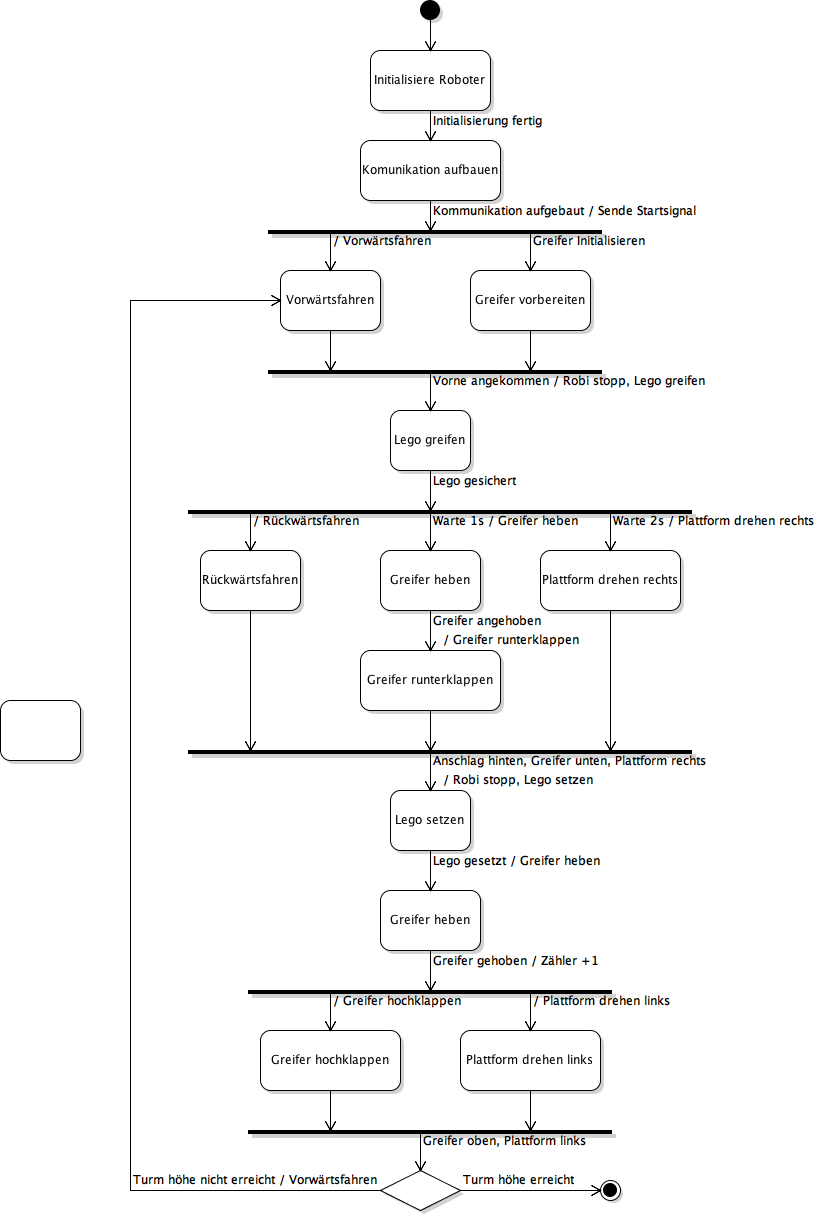 Initialisiere Roboter
Initialisierung fertig
Komunikation aufbauen
Kommunikation aufgebaut / Sende Startsignal
/ Vorwärtsfahren
Greifer Initialisieren
Vorwärtsfahren
Greifer vorbereiten
Vorne angekommen / Robi stopp, Lego greifen
Lego greifen
Lego gesichert
/ Rückwärtsfahren
Warte 1s / Greifer heben
Warte 2s / Plattform drehen rechts
Rückwärtsfahren
Greifer heben
Plattform drehen rechts
Greifer angehoben
/ Greifer runterklappen
Greifer runterklappen
Anschlag hinten, Greifer unten, Plattform rechts
/ Robi stopp, Lego setzen
Lego setzen
Lego gesetzt / Greifer heben
Greifer heben
Greifer gehoben / Zähler +1
/ Greifer hochklappen
/ Plattform drehen links
Greifer hochklappen
Plattform drehen links
Greifer oben, Plattform links
Turm höhe nicht erreicht / Vorwärtsfahren
Turm höhe erreicht